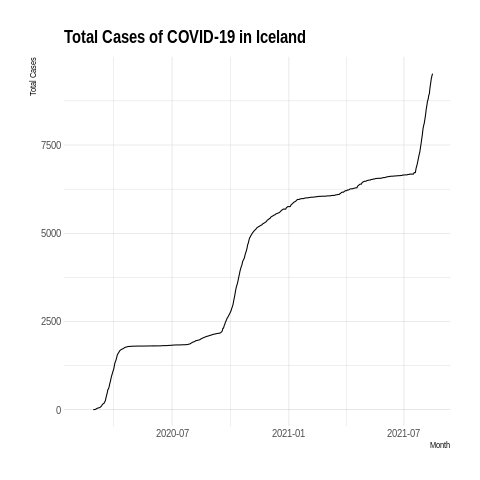 Total Cases of COVID-19 in Iceland
Total Cases
7500
5000
2500
0
2020-07
2021-01
2021-07
Month